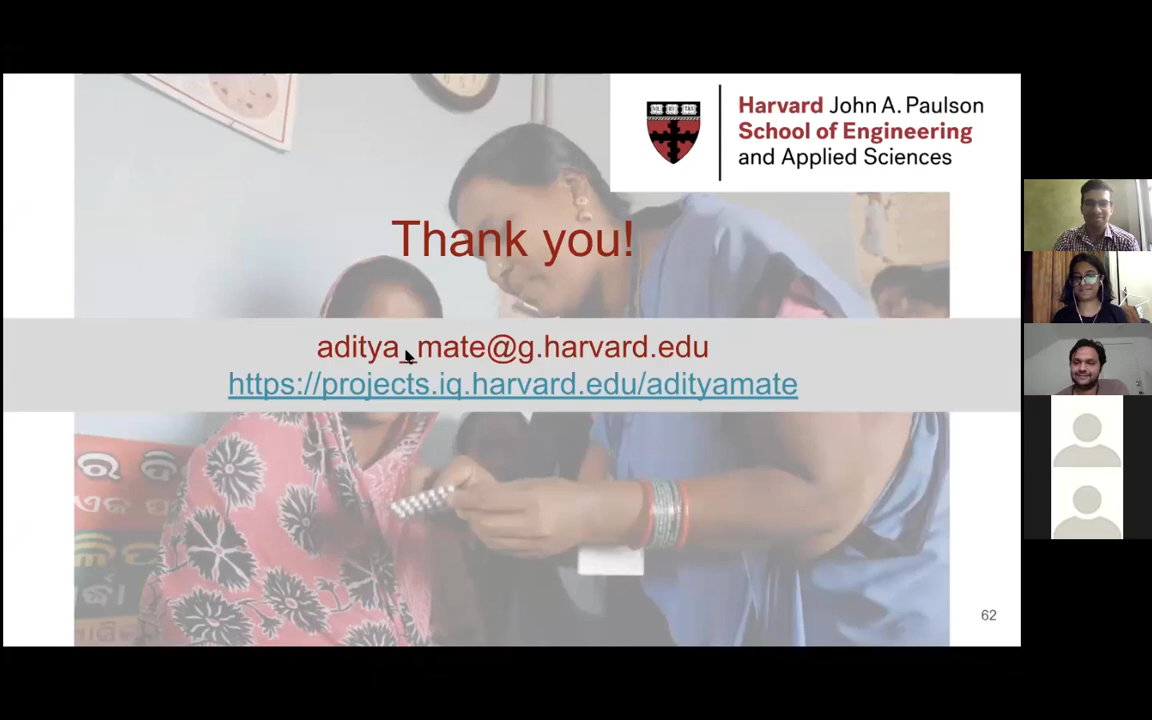 Harvard John A. Paulson
School of Engineering
and Applied Sciences
Thank you!
aditya_mate@g.harvard.edu
https://projects.iq.harvard.edu/adityamate
62